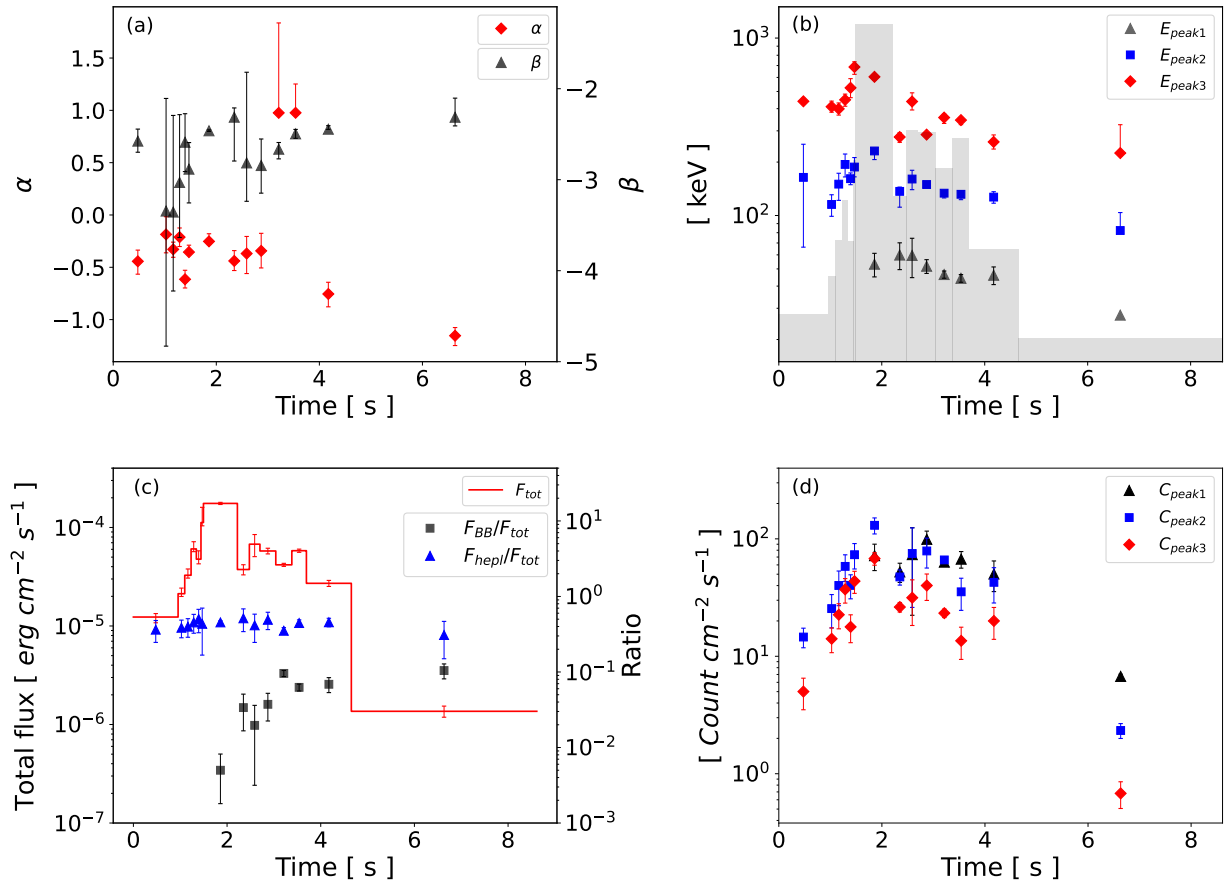 (a)
α
β
1.5
1.0
0.5
0.0
−0.5
−1.0
α
−2
−3
−4
−5
β
0 2 4 6 8
Time [ s ]
(b)
E_peak1
E_peak2
E_peak3
10^3
10^2
[ keV ]
0 2 4 6 8
Time [ s ]
(c)
F_tot
F_BB/F_tot
F_hepl/F_tot
10^−4
10^−5
10^−6
10^−7
Total flux [ erg cm^−2 s^−1 ]
10^1
10^0
10^−1
10^−2
10^−3
Ratio
0 2 4 6 8
Time [ s ]
(d)
C_peak1
C_peak2
C_peak3
10^2
10^1
10^0
[ Count cm^−2 s^−1 ]
0 2 4 6 8
Time [ s ]